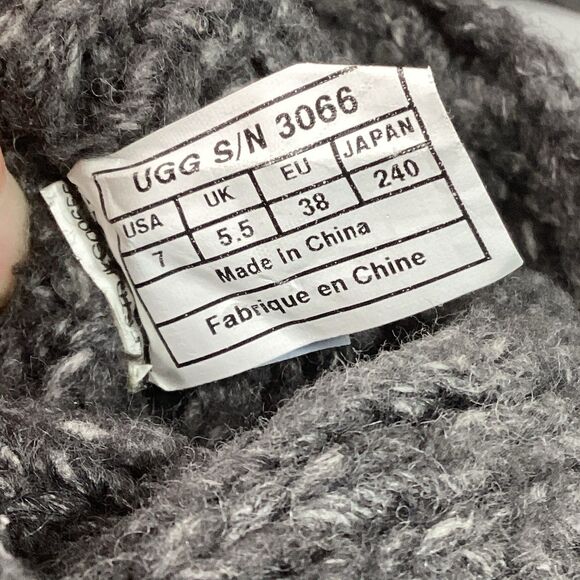 UGG S/N 3066
USA UK EU JAPAN
7 5.5 38 240
Made In China
Fabrique en Chine